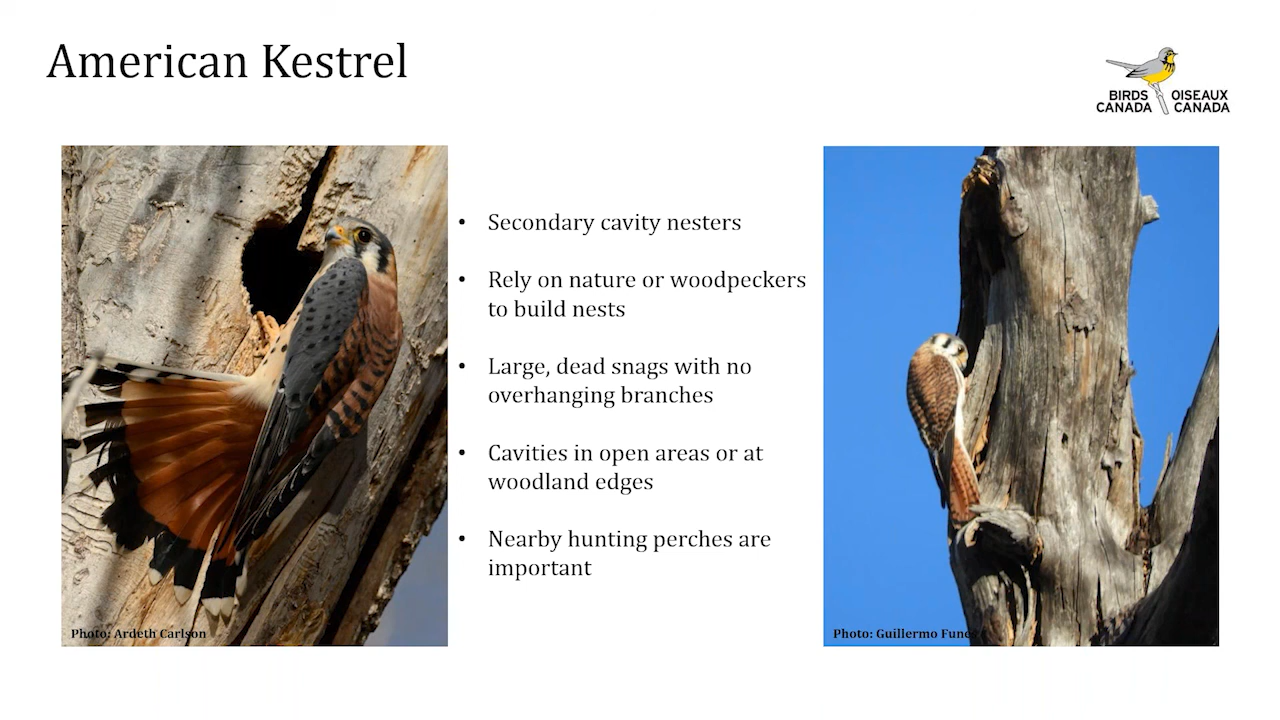 American Kestrel
BIRDS OISEAUX
CANADA CANADA
• Secondary cavity nesters
• Rely on nature or woodpeckers
to build nests
• Large, dead snags with no
overhanging branches
• Cavities in open areas or at
woodland edges
• Nearby hunting perches are
important
Photo: Ardeth Carlson
Photo: Guillermo Funes